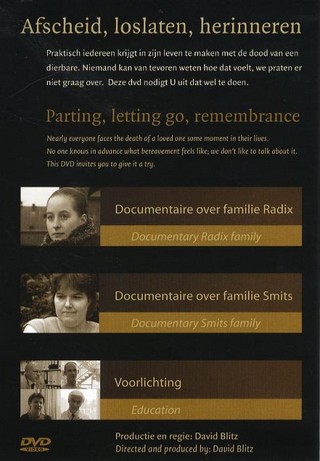 Afscheid, loslaten, herinneren
Praktisch iedereen krijgt in zijn leven te maken met de dood van een
dierbare. Niemand kan van tevoren weten hoe dat voelt, we praten er
niet graag over. Deze dvd nodigt U uit dat wel te doen.
Parting, letting go, remembrance
Nearly everyone faces the death of a loved one some moment in their lives.
No one knows in advance what bereavement feels like; we don't like to talk about it.
This DVD invites you to give it a try.
Documentaire over familie Radix
Documentary Radix family
Documentaire over familie Smits
Documentary Smits family
Voorlichting
Education
Productie en regie: David Blitz
Directed and produced by: David Blitz
DVD
VIDEO